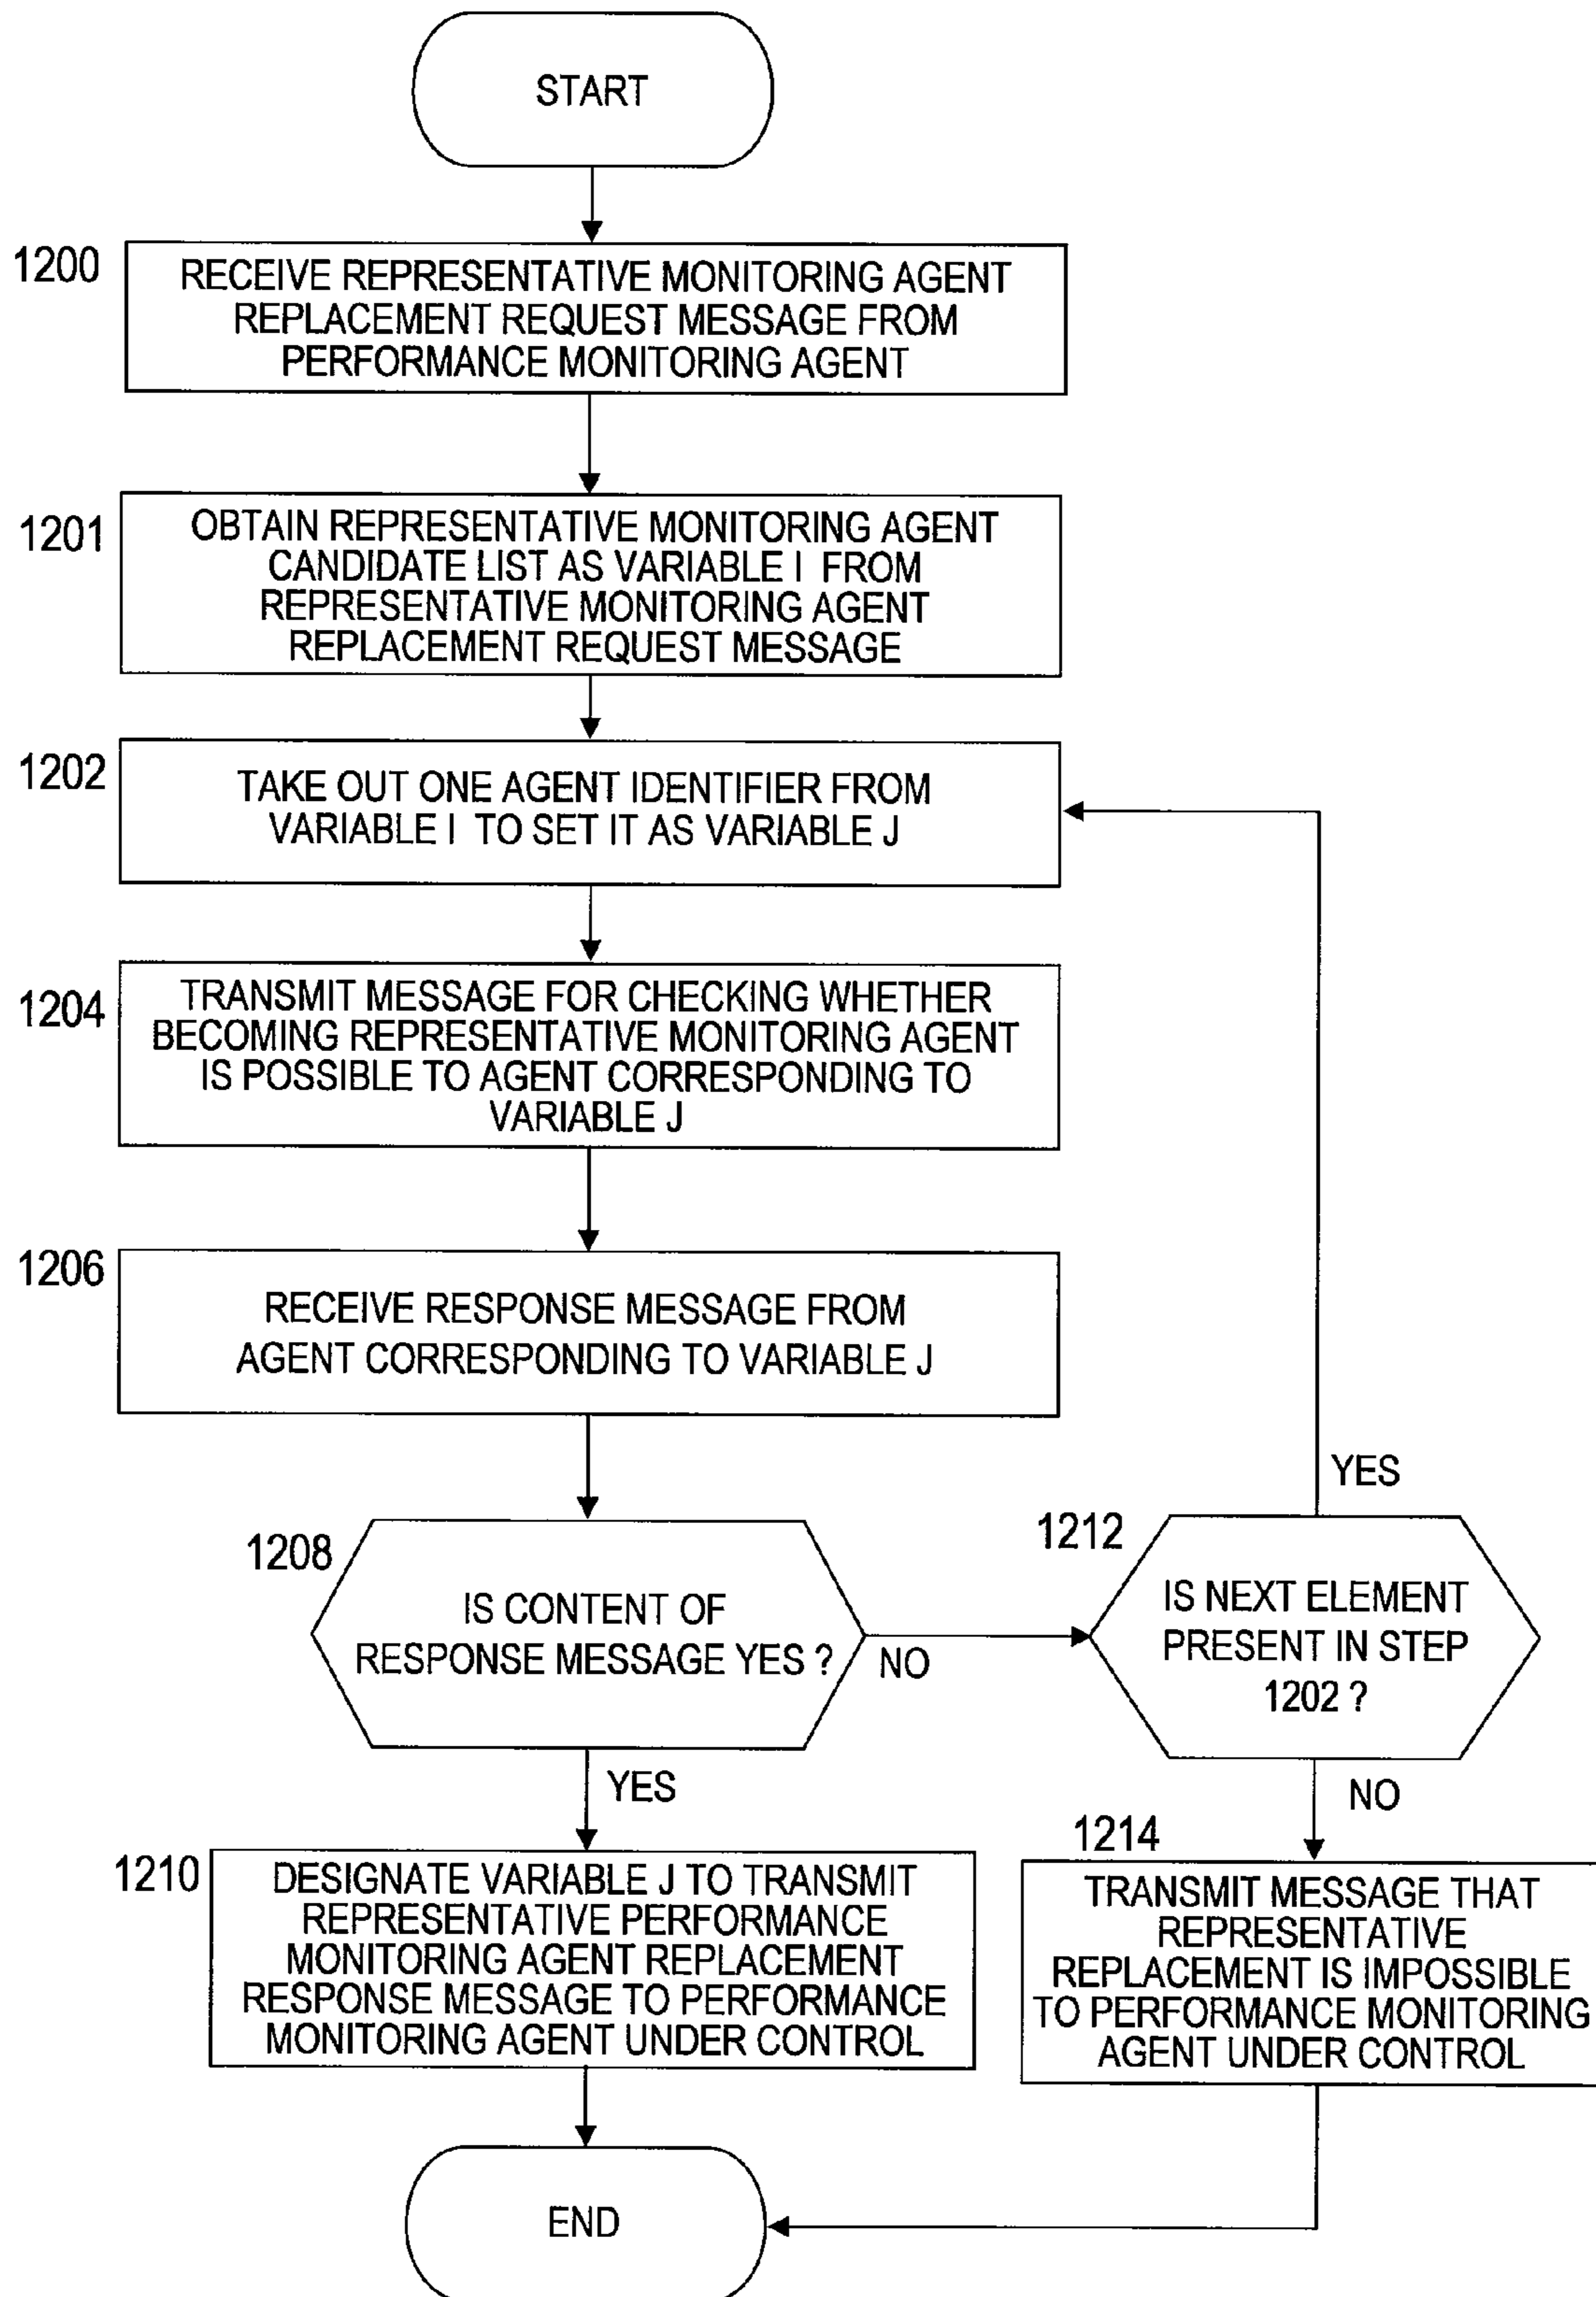 START
1200
RECEIVE REPRESENTATIVE MONITORING AGENT
REPLACEMENT REQUEST MESSAGE FROM
PERFORMANCE MONITORING AGENT
1201
OBTAIN REPRESENTATIVE MONITORING AGENT
CANDIDATE LIST AS VARIABLE I FROM
REPRESENTATIVE MONITORING AGENT
REPLACEMENT REQUEST MESSAGE
1202
TAKE OUT ONE AGENT IDENTIFIER FROM
VARIABLE I TO SET IT AS VARIABLE J
1204
TRANSMIT MESSAGE FOR CHECKING WHETHER
BECOMING REPRESENTATIVE MONITORING AGENT
IS POSSIBLE TO AGENT CORRESPONDING TO
VARIABLE J
1206
RECEIVE RESPONSE MESSAGE FROM
AGENT CORRESPONDING TO VARIABLE J
1208
IS CONTENT OF
RESPONSE MESSAGE YES ?
NO
YES
1212
IS NEXT ELEMENT
PRESENT IN STEP
1202 ?
YES
NO
1210
DESIGNATE VARIABLE J TO TRANSMIT
REPRESENTATIVE PERFORMANCE
MONITORING AGENT REPLACEMENT
RESPONSE MESSAGE TO PERFORMANCE
MONITORING AGENT UNDER CONTROL
1214
TRANSMIT MESSAGE THAT
REPRESENTATIVE
REPLACEMENT IS IMPOSSIBLE
TO PERFORMANCE MONITORING
AGENT UNDER CONTROL
END